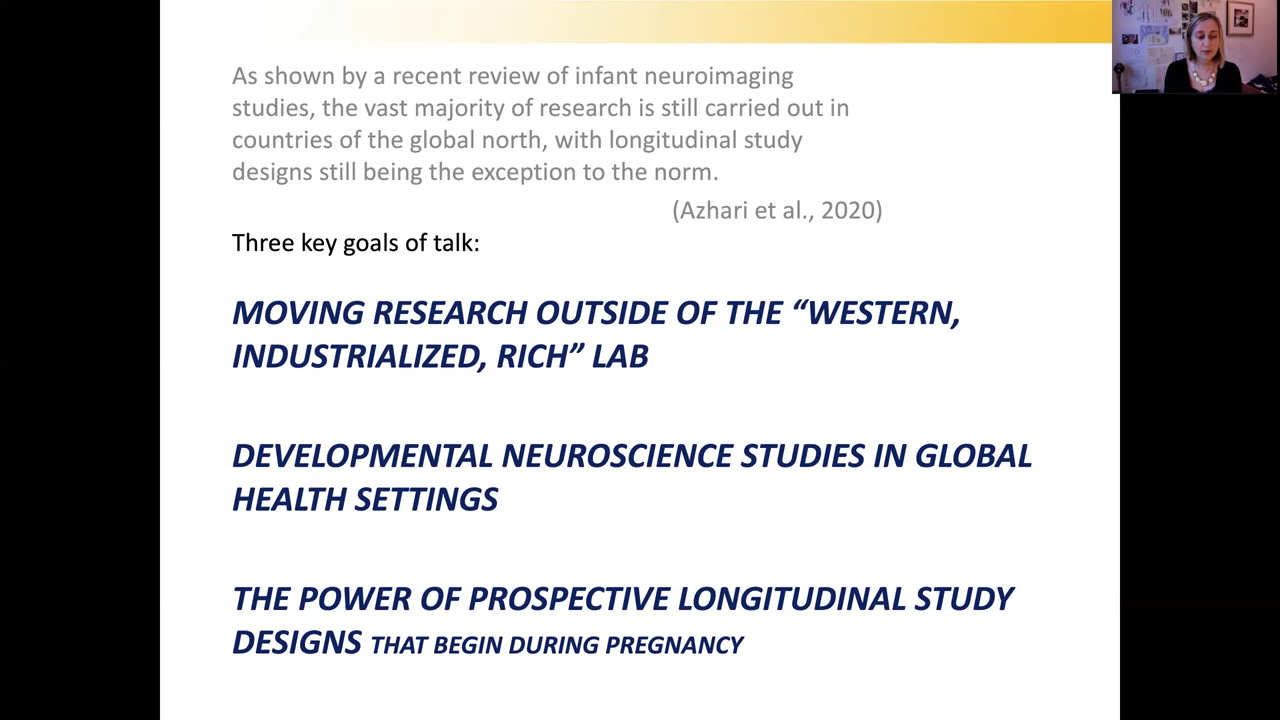 As shown by a recent review of infant neuroimaging
studies, the vast majority of research is still carried out in
countries of the global north, with longitudinal study
designs still being the exception to the norm.
(Azhari et al., 2020)
Three key goals of talk:
MOVING RESEARCH OUTSIDE OF THE “WESTERN,
INDUSTRIALIZED, RICH” LAB
DEVELOPMENTAL NEUROSCIENCE STUDIES IN GLOBAL
HEALTH SETTINGS
THE POWER OF PROSPECTIVE LONGITUDINAL STUDY
DESIGNS THAT BEGIN DURING PREGNANCY